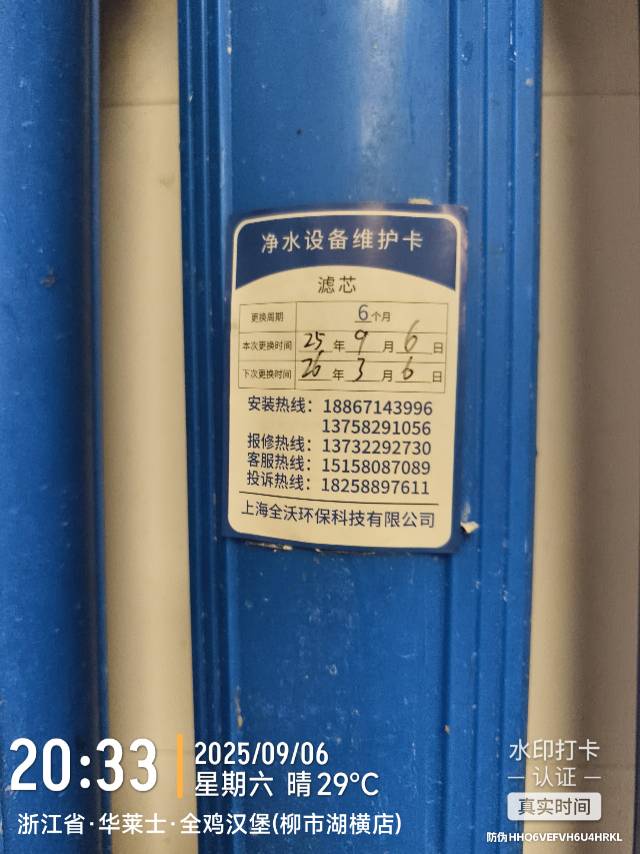 净水设备维护卡
滤芯
更换周期 6个月
本次更换时间 25年9月6日
下次更换时间 26年3月6日
安装热线：18867143996
13758291056
报修热线：13732292730
客服热线：15158087089
投诉热线：18258897611
上海全沃环保科技有限公司
20:33
2025/09/06
星期六 晴 29℃
浙江省·华莱士·全鸡汉堡(柳市湖横店)
水印打卡
认证
真实时间
防伪HHQ6VEFVH6U4HRKL